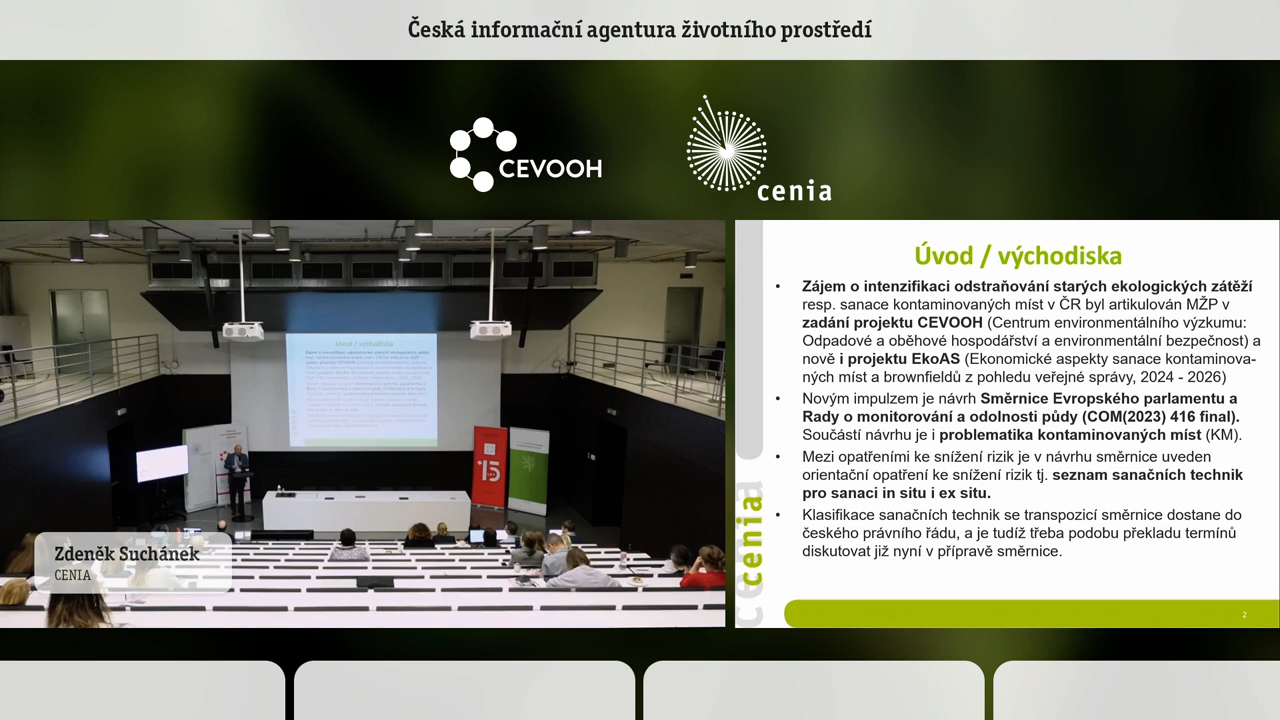 Česká informační agentura životního prostředí
CEVOOH
cenia
Úvod / východiska
15
Zdeněk Suchánek
CENIA
cenia
Úvod / východiska
• Zájem o intenzifikaci odstraňování starých ekologických zátěží
resp. sanace kontaminovaných míst v ČR byl artikulován MŽP v
zadání projektu CEVOOH (Centrum environmentálního výzkumu:
Odpadové a oběhové hospodářství a environmentální bezpečnost) a
nově i projektu EkoAS (Ekonomické aspekty sanace kontaminova-
ných míst a brownfieldů z pohledu veřejné správy, 2024 - 2026)
• Novým impulzem je návrh Směrnice Evropského parlamentu a
Rady o monitorování a odolnosti půdy (COM(2023) 416 final).
Součástí návrhu je i problematika kontaminovaných míst (KM).
• Mezi opatřeními ke snížení rizik je v návrhu směrnice uveden
orientační opatření ke snížení rizik tj. seznam sanačních technik
pro sanaci in situ i ex situ.
• Klasifikace sanačních technik se transpozicí směrnice dostane do
českého právního řádu, a je tudíž třeba podobu překladu termínů
diskutovat již nyní v přípravě směrnice.
2